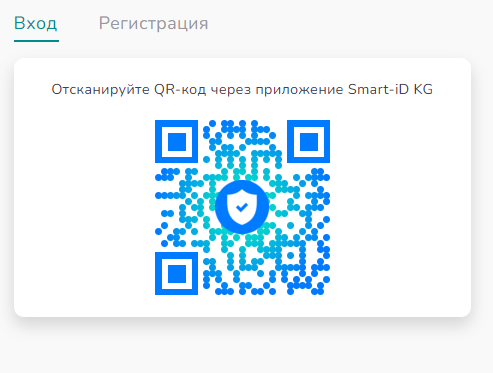 Вход Регистрация
Отсканируйте QR-код через приложение Smart-iD KG